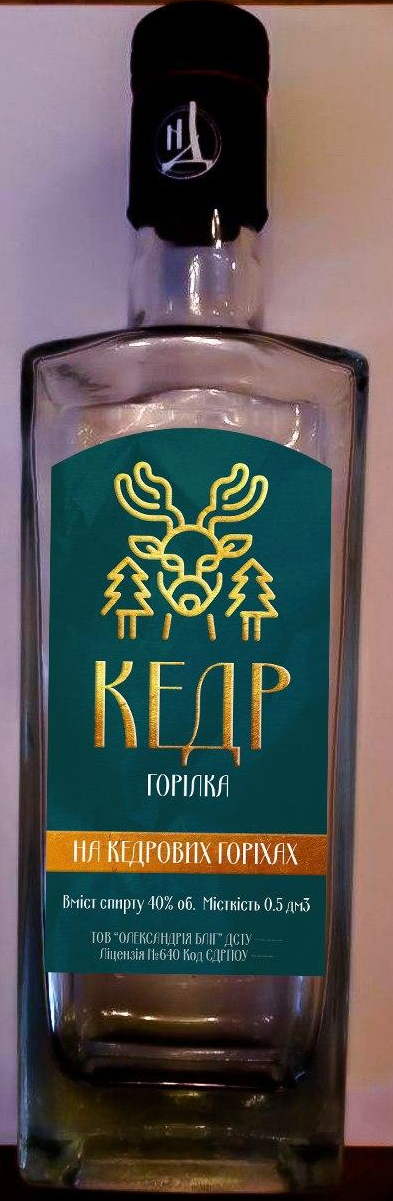 КЕДР
ГОРІЛКА
НА КЕДРОВИХ ГОРІХАХ
Вміст спирту 40% об. Місткість 0.5 дм3
ТОВ "ОЛЕКСАНДРІЯ БЛІГ" ДСТУ
Ліцензія №640 Код ЄДРПОУ